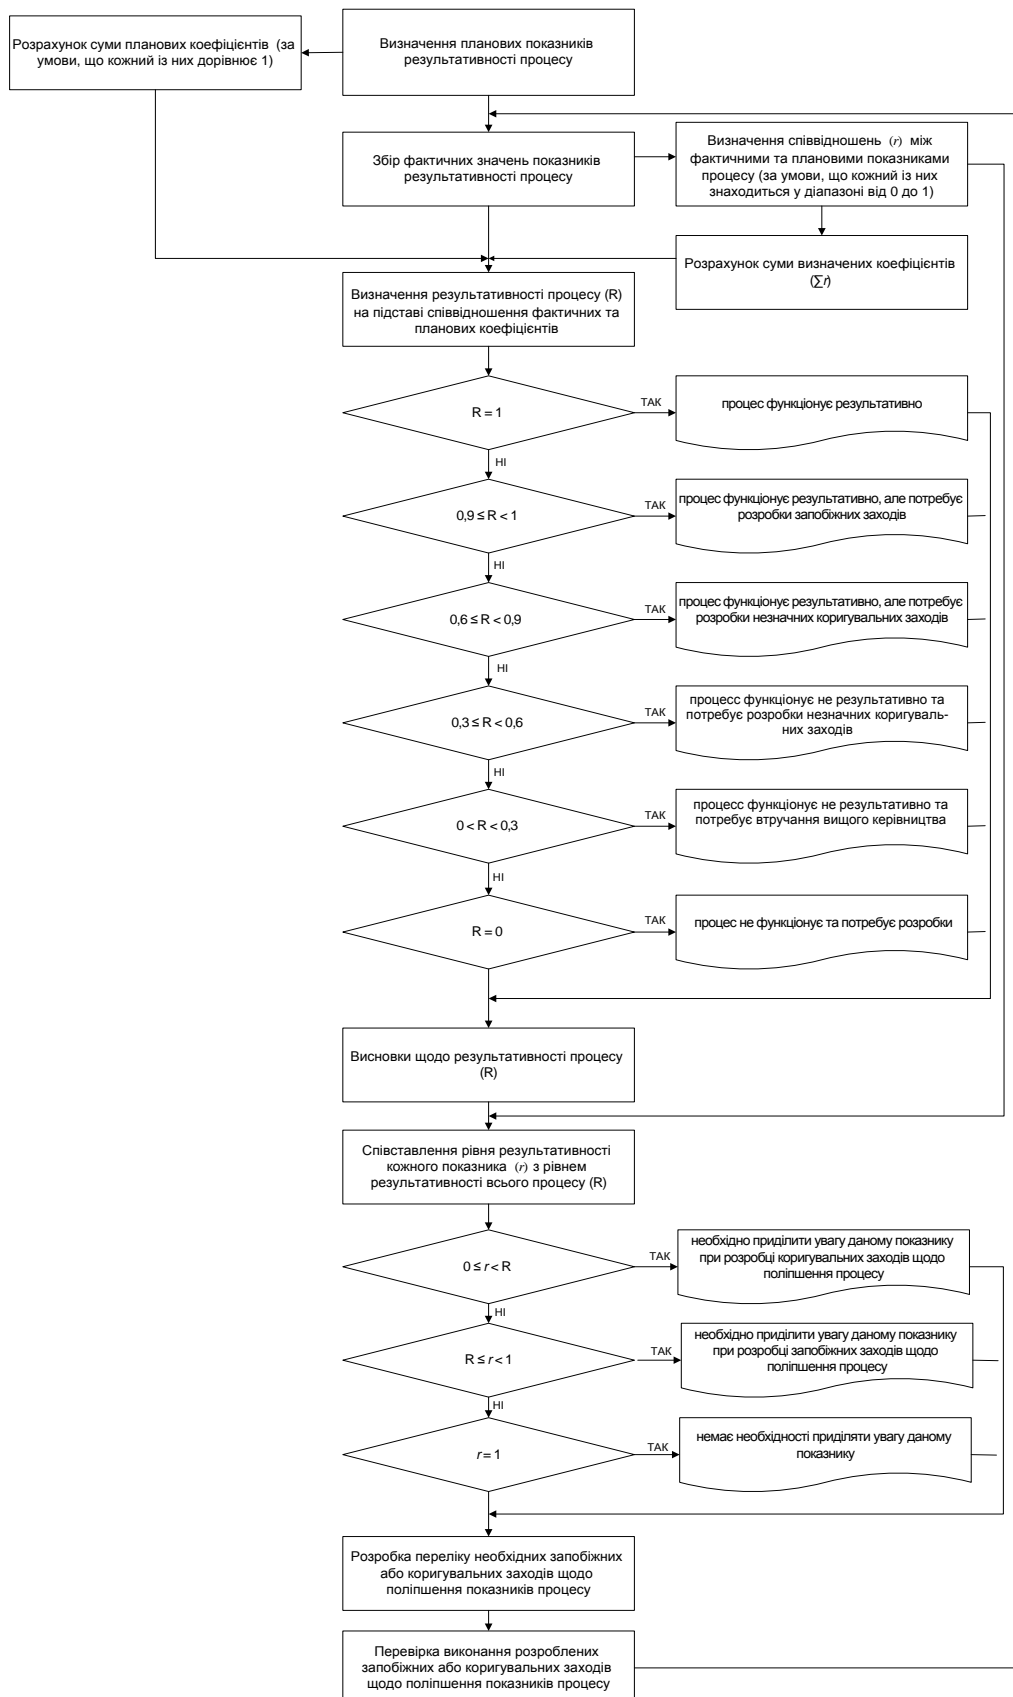 Розрахунок суми планових коефіцієнтів (за
умови, що кожний із них дорівнює 1)
Визначення планових показників
результативності процесу
Збір фактичних значень показників
результативності процесу
Визначення співвідношень (r) між
фактичними та плановими показниками
процесу (за умови, що кожний із них
знаходиться у діапазоні від 0 до 1)
Розрахунок суми визначених коефіцієнтів
(∑r)
Визначення результативності процесу (R)
на підставі співвідношення фактичних та
планових коефіцієнтів
R = 1
ТАК
процес функціонує результативно
НІ
0,9 ≤ R < 1
ТАК
процес функціонує результативно, але потребує
розробки запобіжних заходів
НІ
0,6 ≤ R < 0,9
ТАК
процес функціонує результативно, але потребує
розробки незначних коригувальних заходів
НІ
0,3 ≤ R < 0,6
ТАК
процесс функціонує не результативно та
потребує розробки незначних коригуваль-
них заходів
НІ
0 < R < 0,3
ТАК
процесс функціонує не результативно та
потребує втручання вищого керівництва
НІ
R = 0
ТАК
процес не функціонує та потребує розробки
Висновки щодо результативності процесу
(R)
Співставлення рівня результативності
кожного показника (r) з рівнем
результативності всього процесу (R)
0 ≤ r < R
ТАК
необхідно приділити увагу даному показнику
при розробці коригувальних заходів щодо
поліпшення процесу
НІ
R ≤ r < 1
ТАК
необхідно приділити увагу даному показнику
при розробці запобіжних заходів щодо
поліпшення процесу
НІ
r = 1
ТАК
немає необхідності приділяти увагу даному
показнику
Розробка переліку необхідних запобіжних
або коригувальних заходів щодо
поліпшення показників процесу
Перевірка виконання розроблених
запобіжних або коригувальних заходів
щодо поліпшення показників процесу